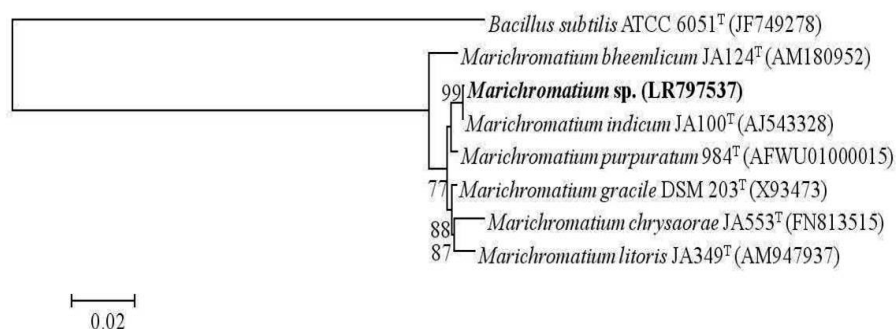 Bacillus subtilis ATCC 6051ᵀ (JF749278)
Marichromatium bheemlicum JA124ᵀ (AM180952)
99
Marichromatium sp. (LR797537)
Marichromatium indicum JA100ᵀ (AJ543328)
Marichromatium purpuratum 984ᵀ (AFWU01000015)
77
Marichromatium gracile DSM 203ᵀ (X93473)
Marichromatium chrysaorae JA553ᵀ (FN813515)
88
87
Marichromatium litoris JA349ᵀ (AM947937)
0.02